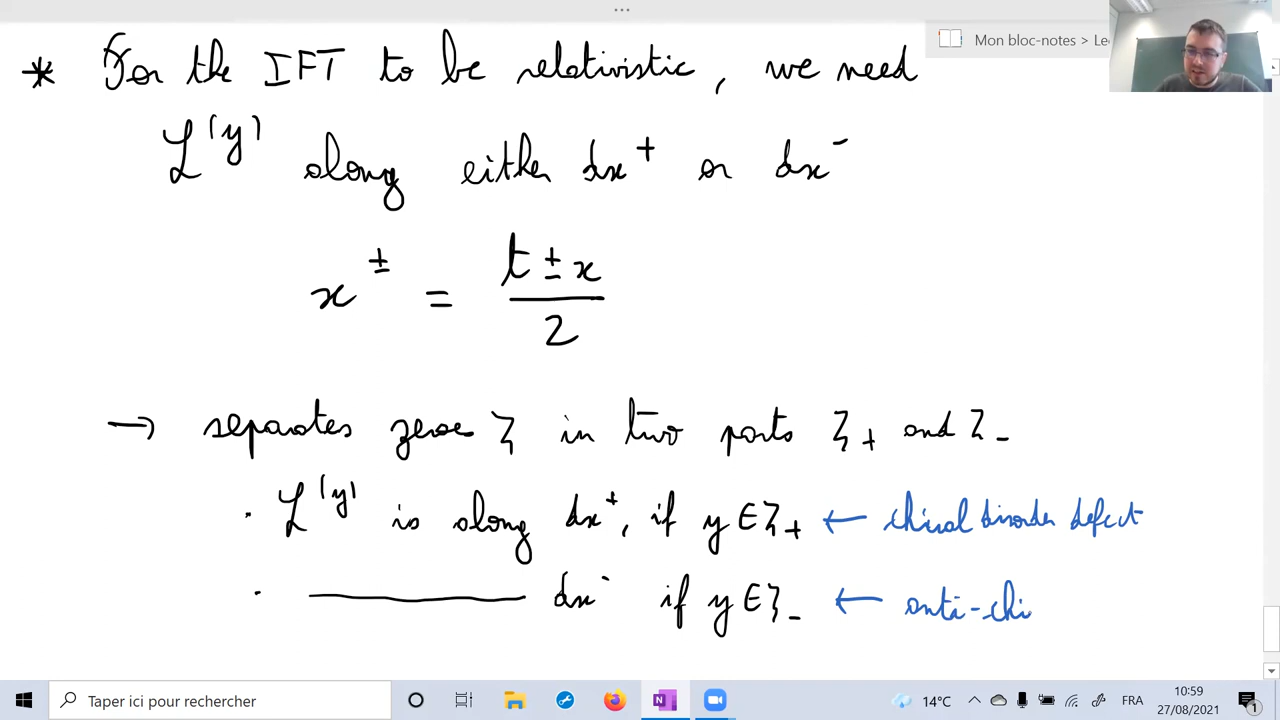 Mon bloc-notes > Le
* For the IFT to be relativistic, we need
ℒ^(y) along either dx^+ or dx^-
x^± = (t ± x)/2
→ separates zeroes ℤ in two parts ℤ_+ and ℤ_-
· ℒ^(y) is along dx^+, if y ∈ ℤ_+ ← chiral disorder defect
· ———— dx^- if y ∈ ℤ_- ← anti-chi
Taper ici pour rechercher
14°C
FRA
10:59
27/08/2021
1